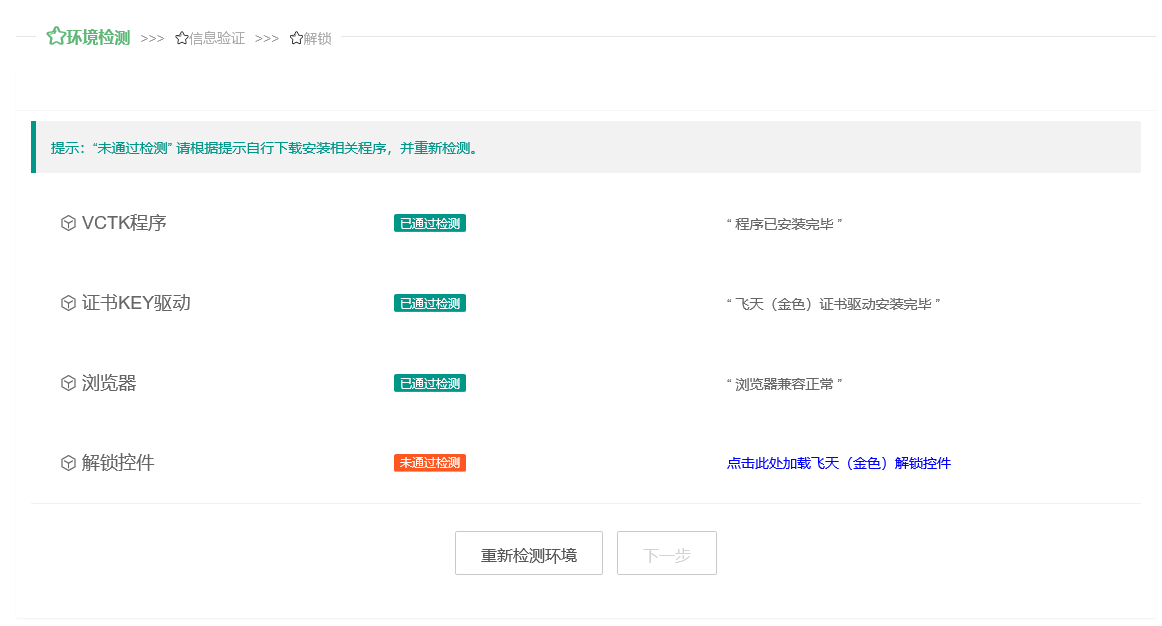 环境检测 >>> 信息验证 >>> 解锁
提示：“未通过检测” 请根据提示自行下载安装相关程序，并重新检测。
VCTK程序 已通过检测 “ 程序已安装完毕 ”
证书KEY驱动 已通过检测 “ 飞天（金色）证书驱动安装完毕 ”
浏览器 已通过检测 “ 浏览器兼容正常 ”
解锁控件 未通过检测 点击此处加载飞天（金色）解锁控件
重新检测环境 下一步